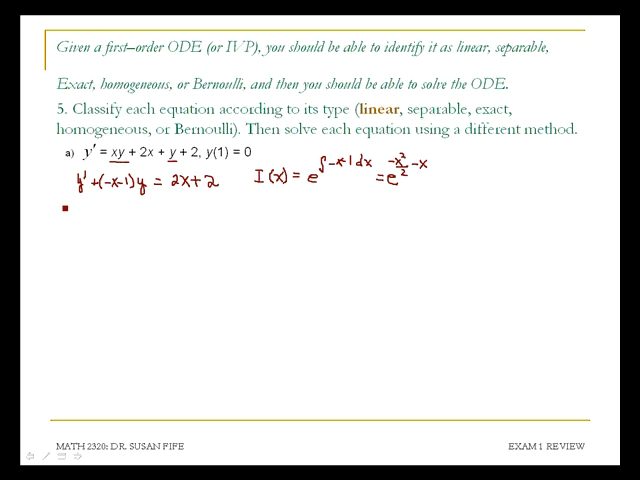 Given a first–order ODE (or IVP), you should be able to identify it as linear, separable,
Exact, homogeneous, or Bernoulli, and then you should be able to solve the ODE.
5. Classify each equation according to its type (linear, separable, exact,
homogeneous, or Bernoulli). Then solve each equation using a different method.
a) y′ = xy + 2x + y + 2, y(1) = 0
y' + (-x-1)y = 2x + 2   I(x) = e^∫-x-1 dx = e^-x²/2 - x
MATH 2320: DR. SUSAN FIFE   EXAM 1 REVIEW